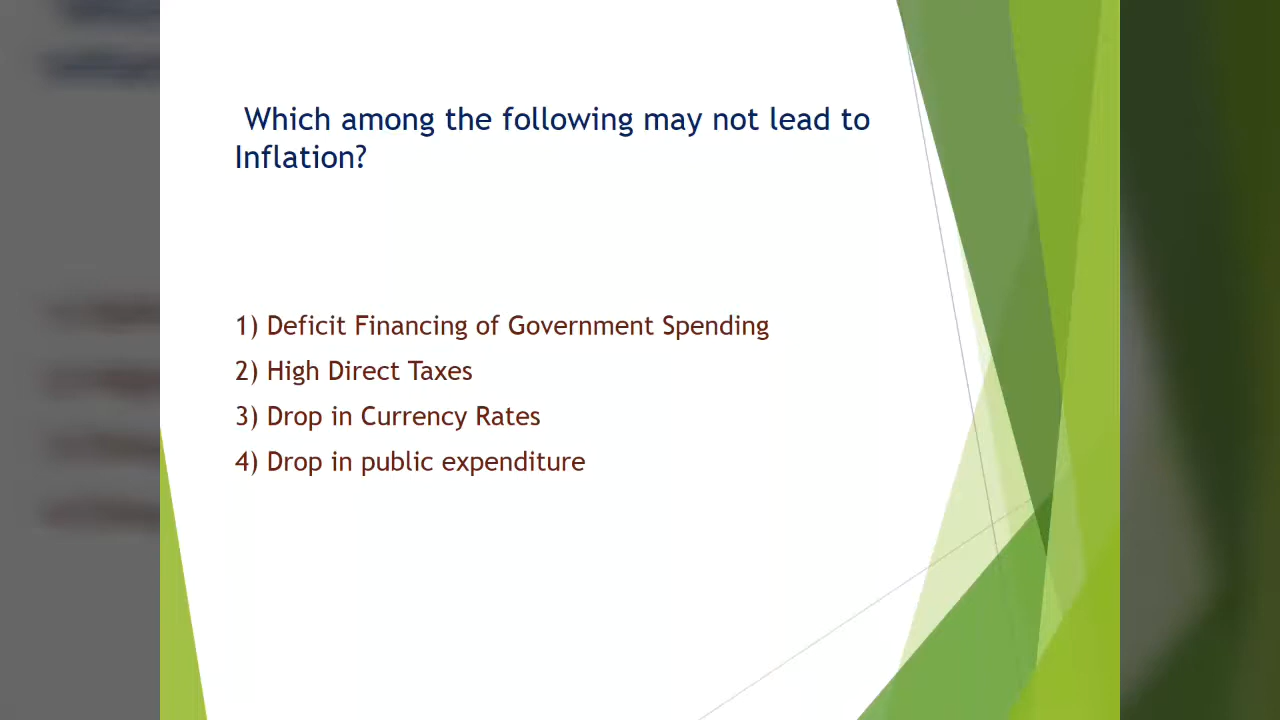 Which among the following may not lead to
Inflation?
1) Deficit Financing of Government Spending
2) High Direct Taxes
3) Drop in Currency Rates
4) Drop in public expenditure